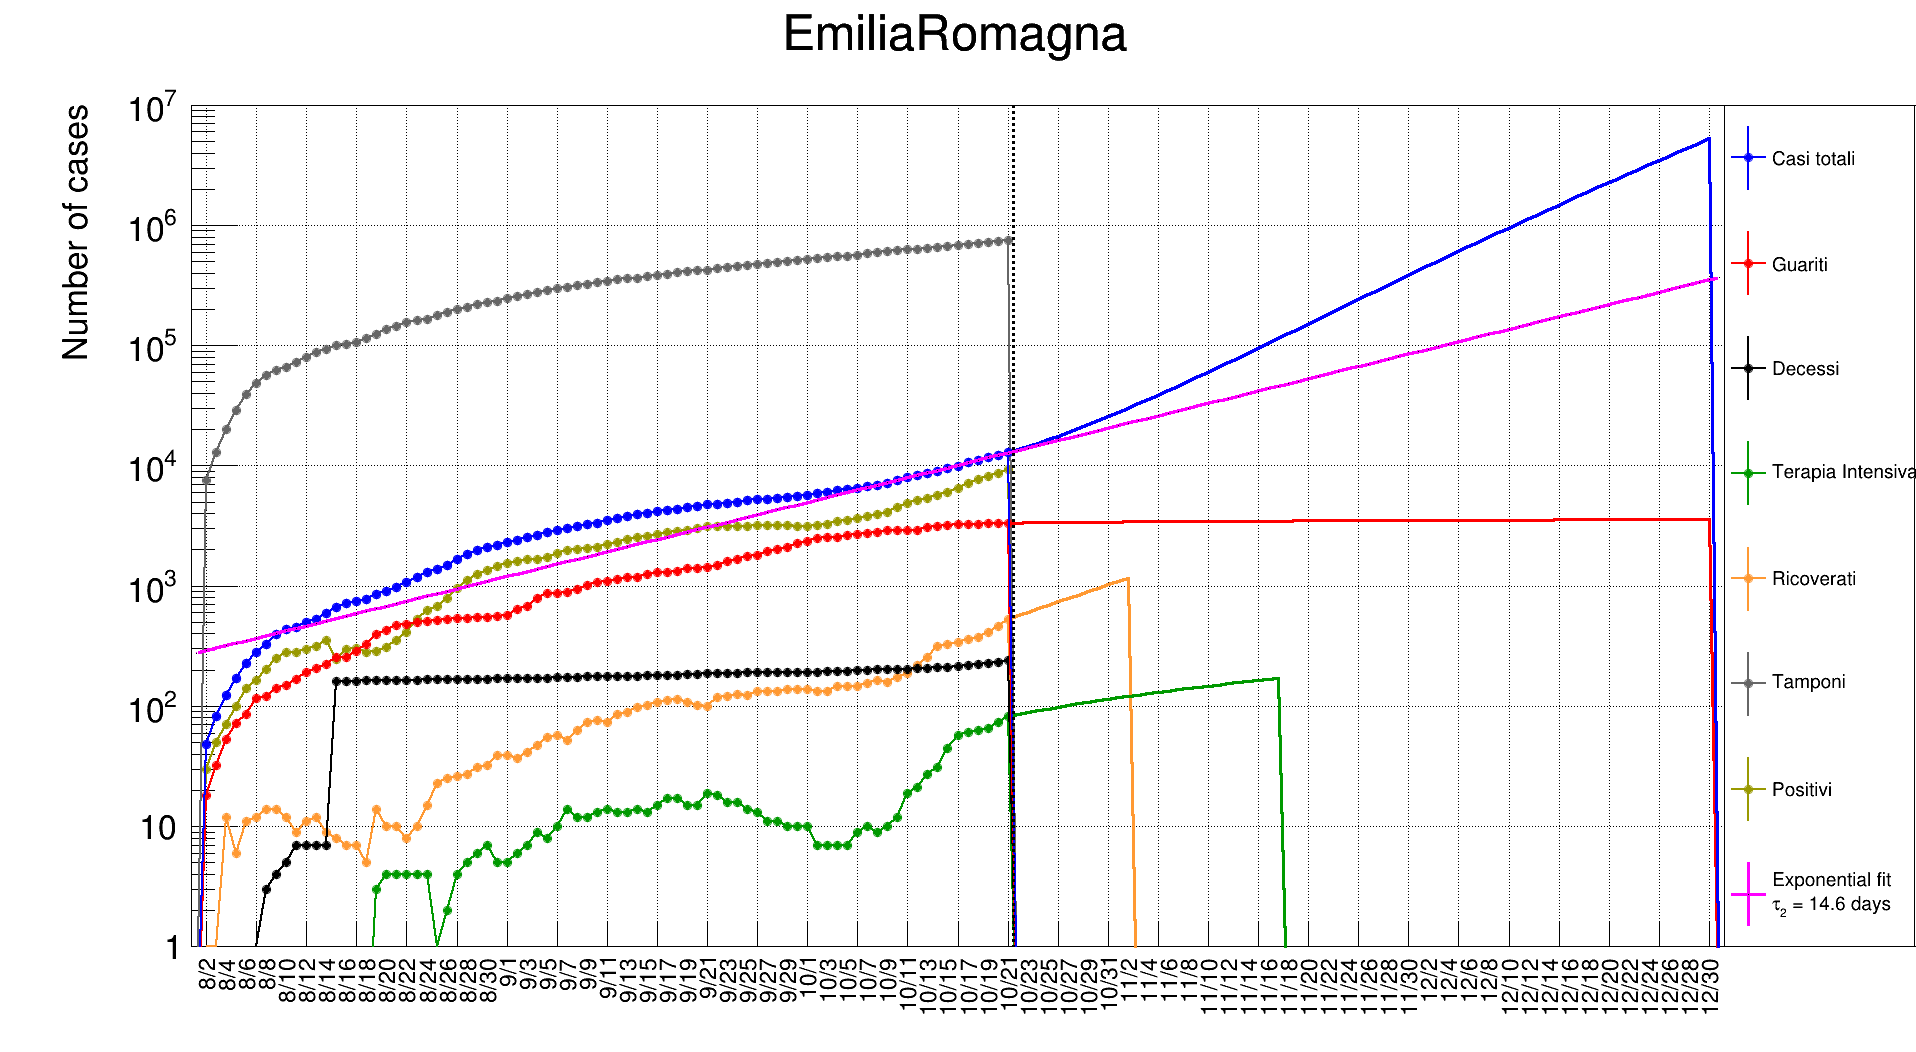 EmiliaRomagna
Number of cases
10^7
10^6
10^5
10^4
10^3
10^2
10
1
8/2 8/4 8/6 8/8 8/10 8/12 8/14 8/16 8/18 8/20 8/22 8/24 8/26 8/28 8/30 9/1 9/3 9/5 9/7 9/9 9/11 9/13 9/15 9/17 9/19 9/21 9/23 9/25 9/27 9/29 10/1 10/3 10/5 10/7 10/9 10/11 10/13 10/15 10/17 10/19 10/21 10/23 10/25 10/27 10/29 10/31 11/2 11/4 11/6 11/8 11/10 11/12 11/14 11/16 11/18 11/20 11/22 11/24 11/26 11/28 11/30 12/2 12/4 12/6 12/8 12/10 12/12 12/14 12/16 12/18 12/20 12/22 12/24 12/26 12/28 12/30
Casi totali
Guariti
Decessi
Terapia Intensiva
Ricoverati
Tamponi
Positivi
Exponential fit
τ₂ = 14.6 days